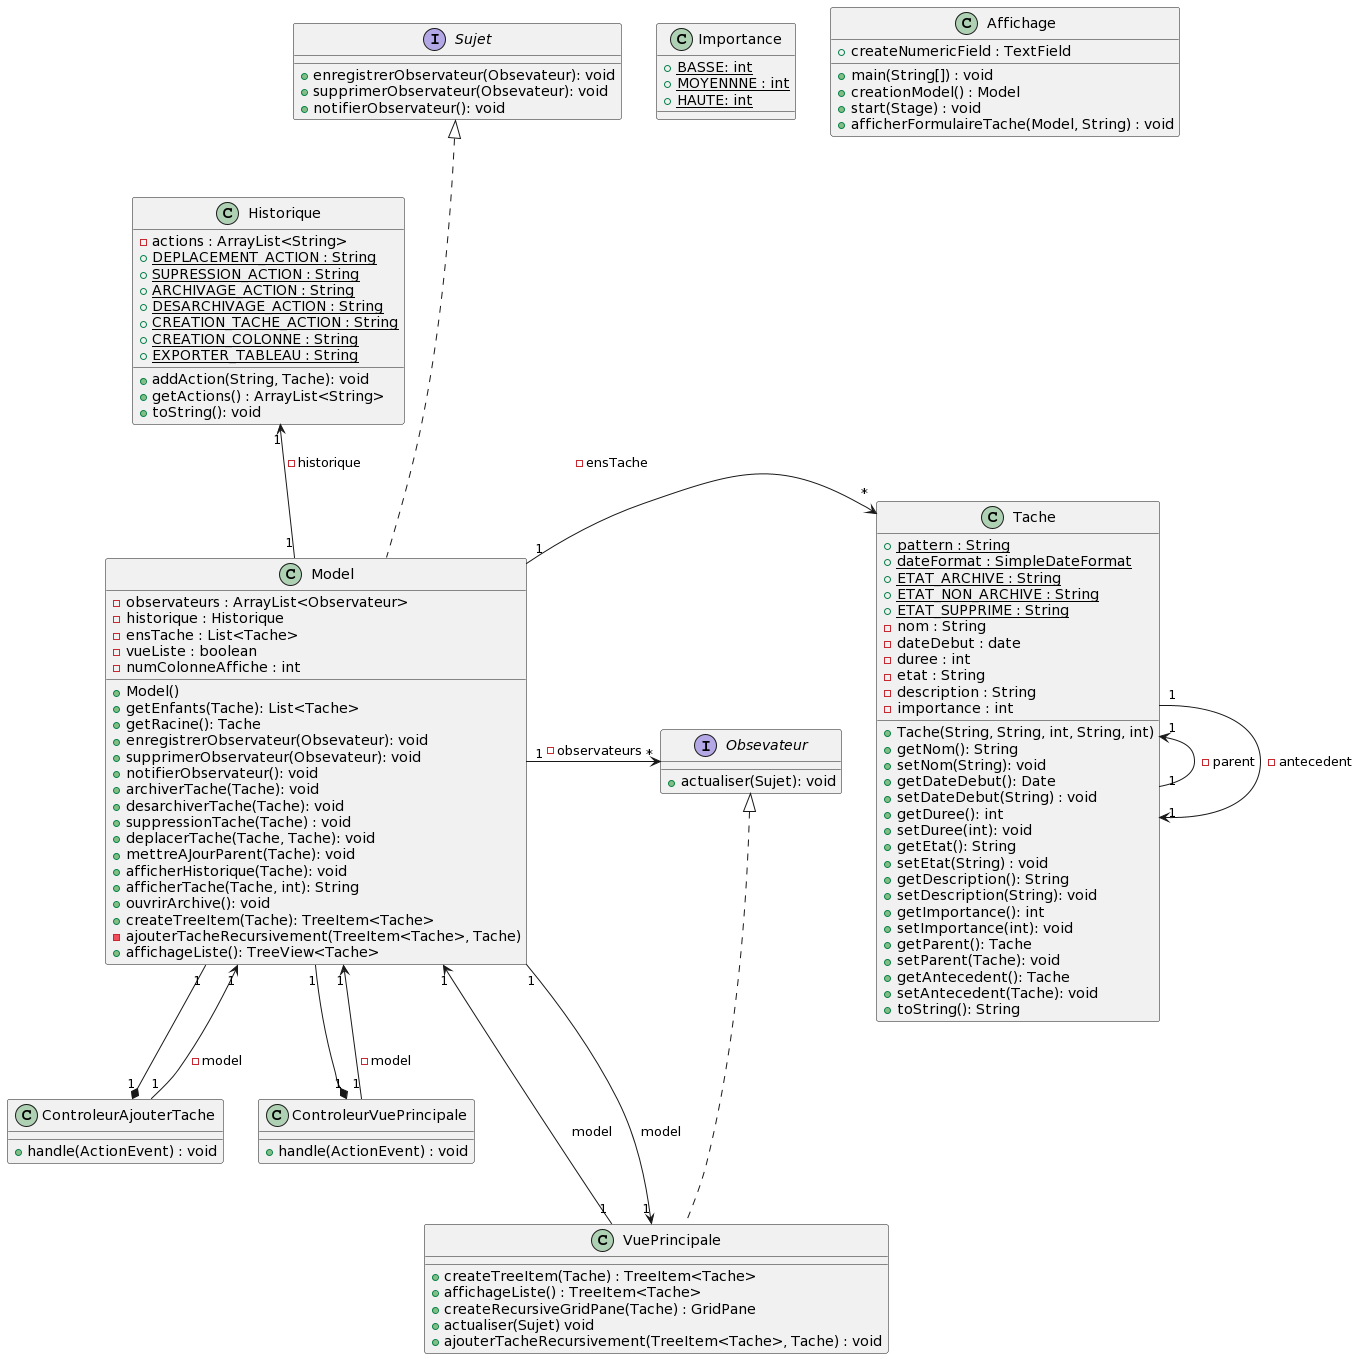 I Sujet
enregistrerObservateur(Obsevateur): void
supprimerObservateur(Obsevateur): void
notifierObservateur(): void
C Importance
BASSE: int
MOYENNNE : int
HAUTE: int
C Affichage
createNumericField : TextField
main(String[]) : void
creationModel() : Model
start(Stage) : void
afficherFormulaireTache(Model, String) : void
C Historique
actions : ArrayList<String>
DEPLACEMENT_ACTION : String
SUPRESSION_ACTION : String
ARCHIVAGE_ACTION : String
DESARCHIVAGE_ACTION : String
CREATION_TACHE_ACTION : String
CREATION_COLONNE : String
EXPORTER_TABLEAU : String
addAction(String, Tache): void
getActions() : ArrayList<String>
toString(): void
1
historique
1
ensTache
1
*
C Model
observateurs : ArrayList<Observateur>
historique : Historique
ensTache : List<Tache>
vueListe : boolean
numColonneAffiche : int
Model()
getEnfants(Tache): List<Tache>
getRacine(): Tache
enregistrerObservateur(Obsevateur): void
supprimerObservateur(Obsevateur): void
notifierObservateur(): void
archiverTache(Tache): void
desarchiverTache(Tache): void
suppressionTache(Tache) : void
deplacerTache(Tache, Tache): void
mettreAJourParent(Tache): void
afficherHistorique(Tache): void
afficherTache(Tache, int): String
ouvrirArchive(): void
createTreeItem(Tache): TreeItem<Tache>
ajouterTacheRecursivement(TreeItem<Tache>, Tache)
affichageListe(): TreeView<Tache>
1
observateurs
*
I Obsevateur
actualiser(Sujet): void
C Tache
pattern : String
dateFormat : SimpleDateFormat
ETAT_ARCHIVE : String
ETAT_NON_ARCHIVE : String
ETAT_SUPPRIME : String
nom : String
dateDebut : date
duree : int
etat : String
description : String
importance : int
Tache(String, String, int, String, int)
getNom(): String
setNom(String): void
getDateDebut(): Date
setDateDebut(String) : void
getDuree(): int
setDuree(int): void
getEtat(): String
setEtat(String) : void
getDescription(): String
setDescription(String): void
getImportance(): int
setImportance(int): void
getParent(): Tache
setParent(Tache): void
getAntecedent(): Tache
setAntecedent(Tache): void
toString(): String
1
1
parent
antecedent
1
1
1
1
1
1
1
1
model
model
1
1
1
1
model
model
1
1
C ControleurAjouterTache
handle(ActionEvent) : void
C ControleurVuePrincipale
handle(ActionEvent) : void
C VuePrincipale
createTreeItem(Tache) : TreeItem<Tache>
affichageListe() : TreeItem<Tache>
createRecursiveGridPane(Tache) : GridPane
actualiser(Sujet) void
ajouterTacheRecursivement(TreeItem<Tache>, Tache) : void